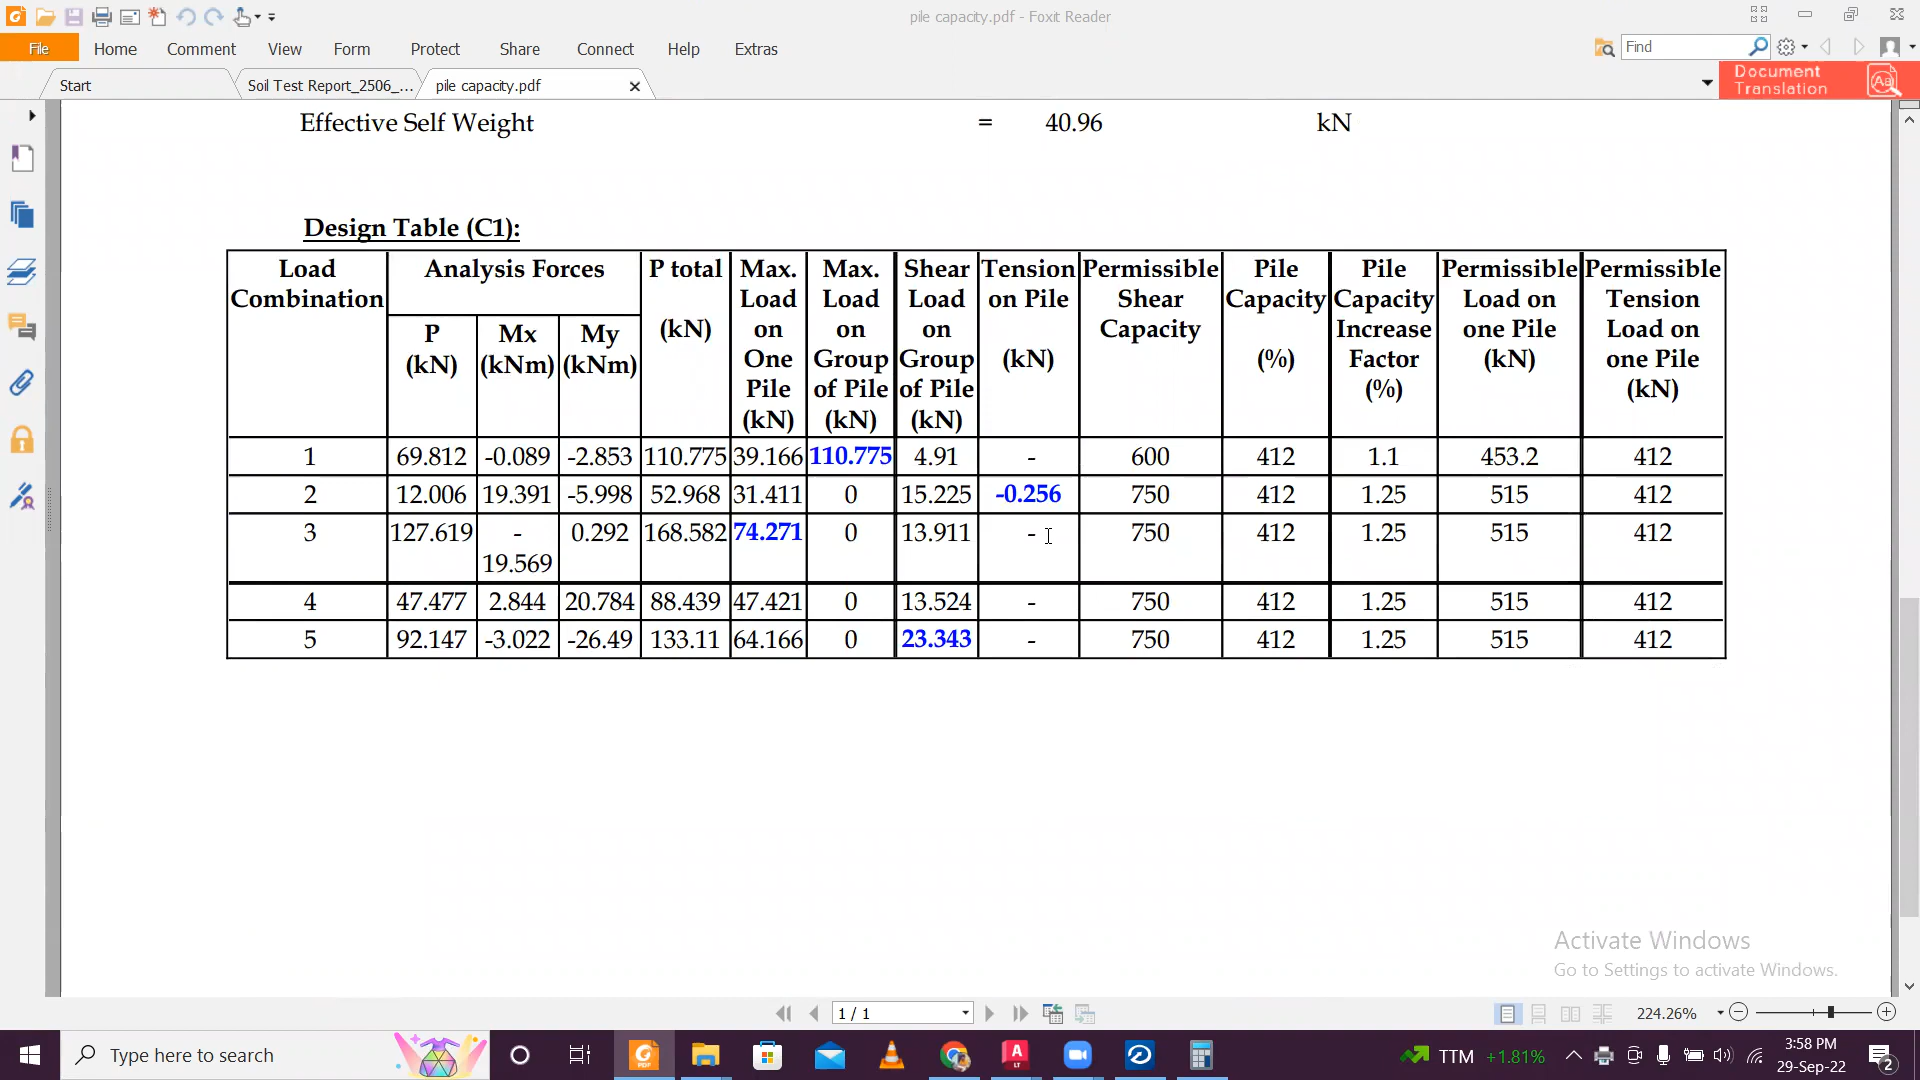 pile capacity.pdf - Foxit Reader
File Home Comment View Form Protect Share Connect Help Extras
Find
Start Soil Test Report_2506_... pile capacity.pdf
Document Translation
Effective Self Weight = 40.96 kN
Design Table (C1):
Load Combination | Analysis Forces | P total (kN) | Max. Load on One Pile (kN) | Max. Load on Group of Pile (kN) | Shear Load on Group of Pile (kN) | Tension on Pile (kN) | Permissible Shear Capacity | Pile Capacity (%) | Pile Capacity Increase Factor (%) | Permissible Load on one Pile (kN) | Permissible Tension Load on one Pile (kN)
P (kN) | Mx (kNm) | My (kNm)
1 69.812 -0.089 -2.853 110.775 39.166 110.775 4.91 - 600 412 1.1 453.2 412
2 12.006 19.391 -5.998 52.968 31.411 0 15.225 -0.256 750 412 1.25 515 412
3 127.619 -19.569 0.292 168.582 74.271 0 13.911 - 750 412 1.25 515 412
4 47.477 2.844 20.784 88.439 47.421 0 13.524 - 750 412 1.25 515 412
5 92.147 -3.022 -26.49 133.11 64.166 0 23.343 - 750 412 1.25 515 412
Activate Windows
Go to Settings to activate Windows.
1 / 1
224.26%
Type here to search
TTM +1.81%
3:58 PM
29-Sep-22
2